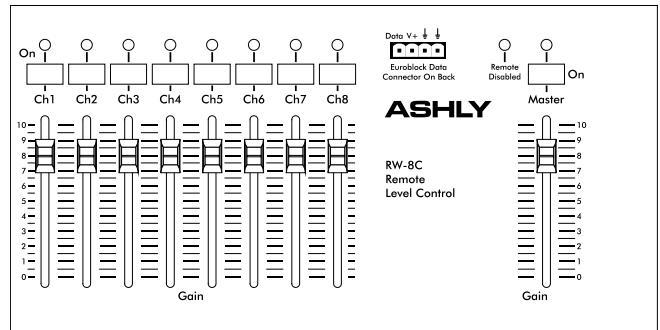 On
Ch1 Ch2 Ch3 Ch4 Ch5 Ch6 Ch7 Ch8
10
9
8
7
6
5
4
3
2
1
0
Gain
Data V+
Euroblock Data
Connector On Back
ASHLY
RW-8C
Remote
Level Control
Remote
Disabled
On
Master
10
9
8
7
6
5
4
3
2
1
0
Gain